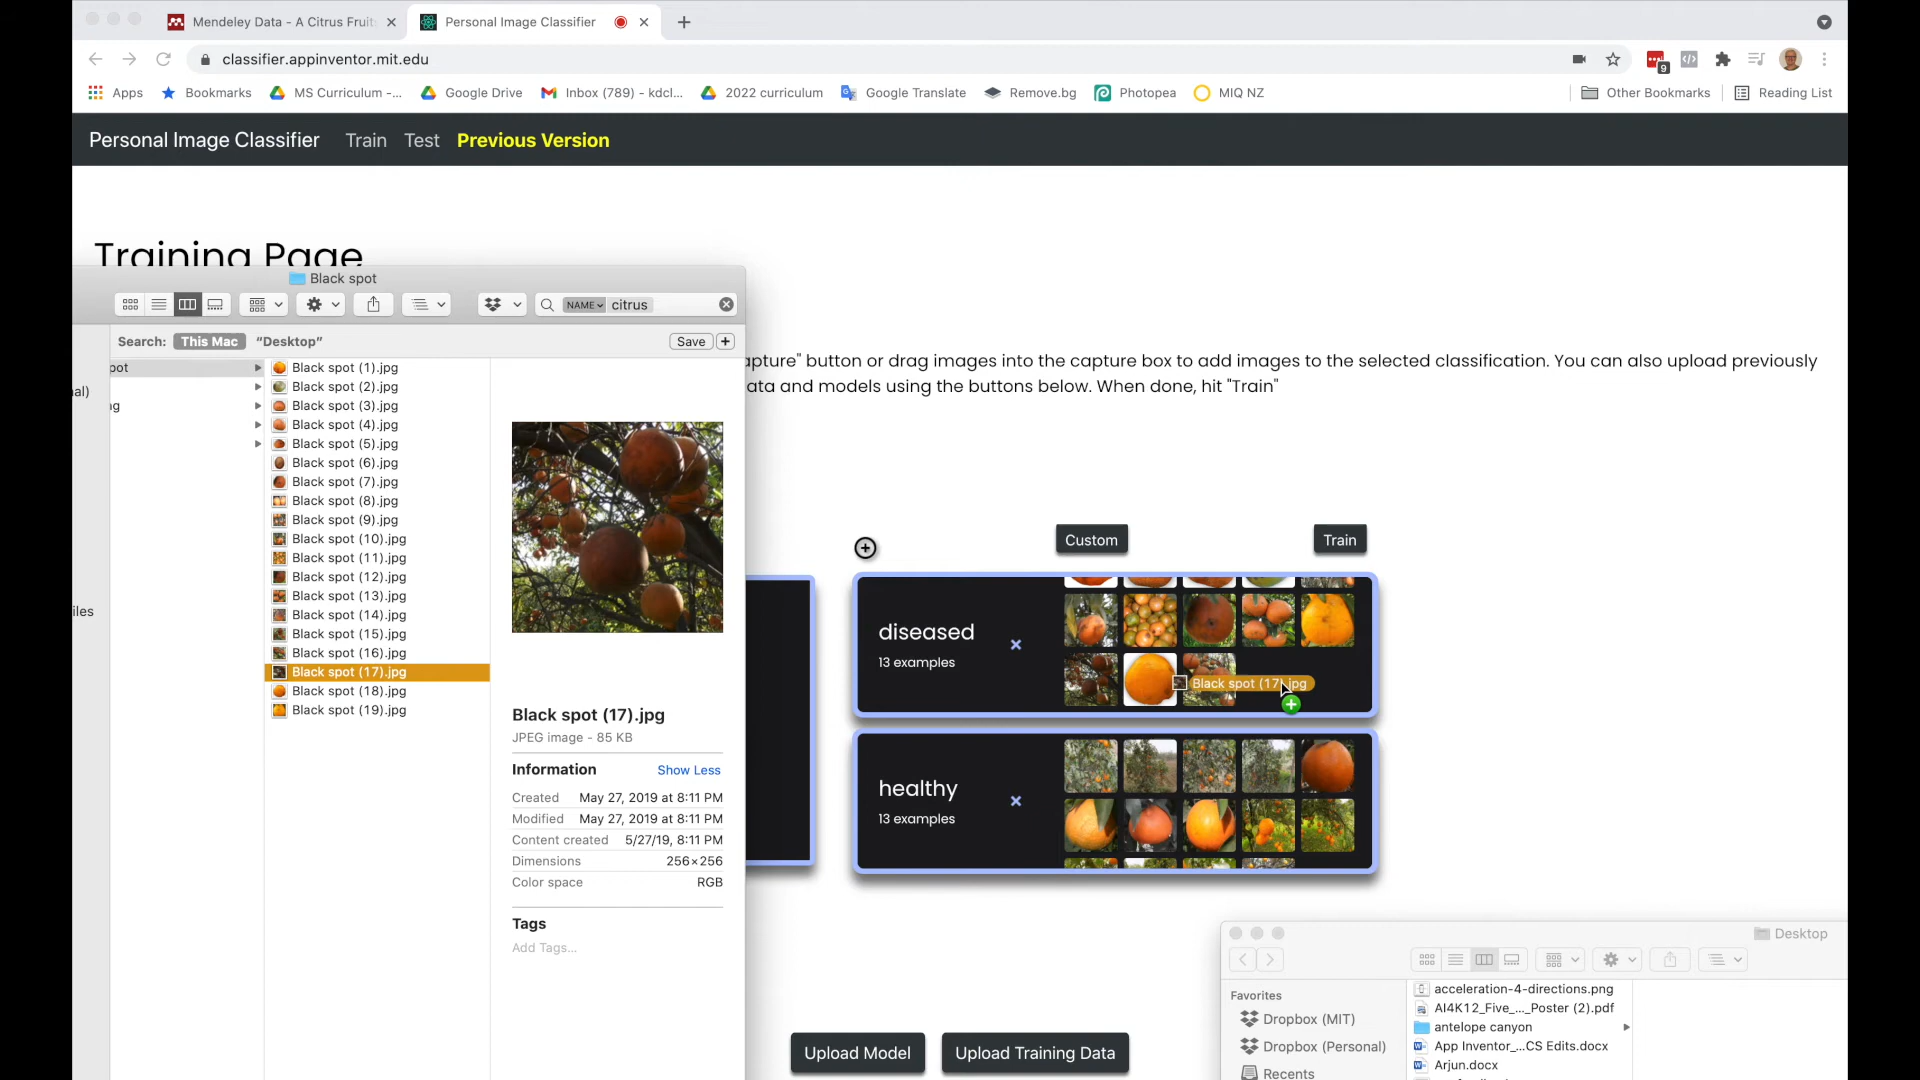 Mendeley Data - A Citrus Fruit
Personal Image Classifier
classifier.appinventor.mit.edu
9
Apps
Bookmarks
MS Curriculum -...
Google Drive
Inbox (789) - kdcl...
2022 curriculum
Google Translate
Remove.bg
Photopea
MIQ NZ
Other Bookmarks
Reading List
Personal Image Classifier Train Test Previous Version
Training Page
Black spot
NAME citrus
Search: This Mac "Desktop"
Save
apture" button or drag images into the capture box to add images to the selected classification. You can also upload previously
ata and models using the buttons below. When done, hit "Train"
pot
al)
ng
iles
Black spot (1).jpg
Black spot (2).jpg
Black spot (3).jpg
Black spot (4).jpg
Black spot (5).jpg
Black spot (6).jpg
Black spot (7).jpg
Black spot (8).jpg
Black spot (9).jpg
Black spot (10).jpg
Black spot (11).jpg
Black spot (12).jpg
Black spot (13).jpg
Black spot (14).jpg
Black spot (15).jpg
Black spot (16).jpg
Black spot (17).jpg
Black spot (18).jpg
Black spot (19).jpg
Black spot (17).jpg
JPEG image - 85 KB
Information Show Less
Created May 27, 2019 at 8:11 PM
Modified May 27, 2019 at 8:11 PM
Content created 5/27/19, 8:11 PM
Dimensions 256×256
Color space RGB
Tags
Add Tags...
Custom
Train
diseased
13 examples
Black spot (17).jpg
healthy
13 examples
Upload Model
Upload Training Data
Desktop
Favorites
Dropbox (MIT)
Dropbox (Personal)
Recents
acceleration-4-directions.png
AI4K12_Five_..._Poster (2).pdf
antelope canyon
App Inventor_...CS Edits.docx
Arjun.docx